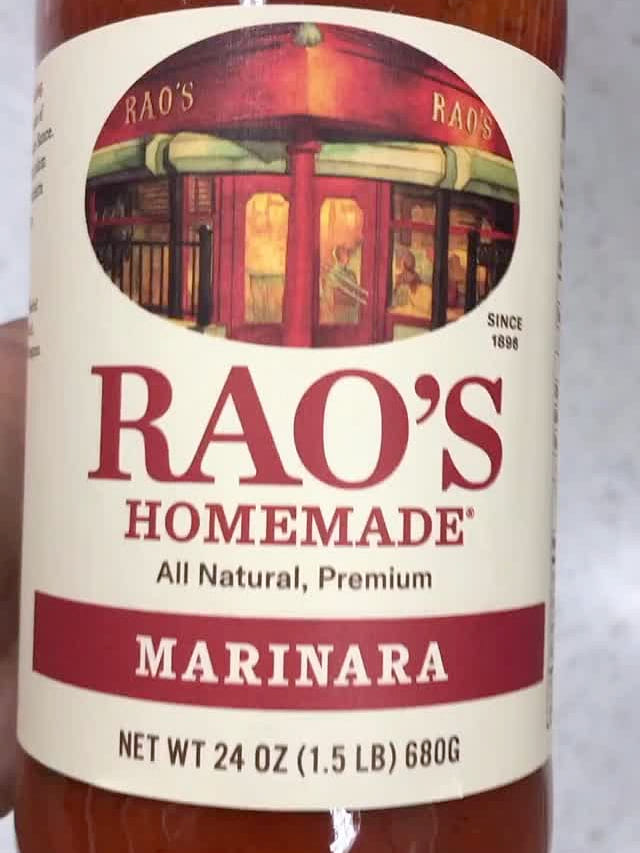 RAO'S
RAO'S
SINCE
1896
RAO'S
HOMEMADE®
All Natural, Premium
MARINARA
NET WT 24 OZ (1.5 LB) 680G